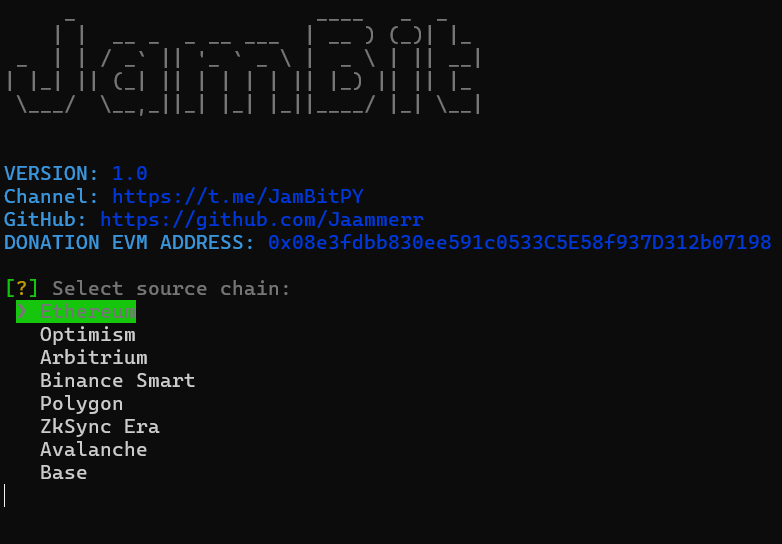 JamBit
VERSION: 1.0
Channel: https://t.me/JamBitPY
GitHub: https://github.com/Jaammerr
DONATION EVM ADDRESS: 0x08e3fdbb830ee591c0533C5E58f937D312b07198
[?] Select source chain:
> Ethereum
Optimism
Arbitrium
Binance Smart
Polygon
ZkSync Era
Avalanche
Base